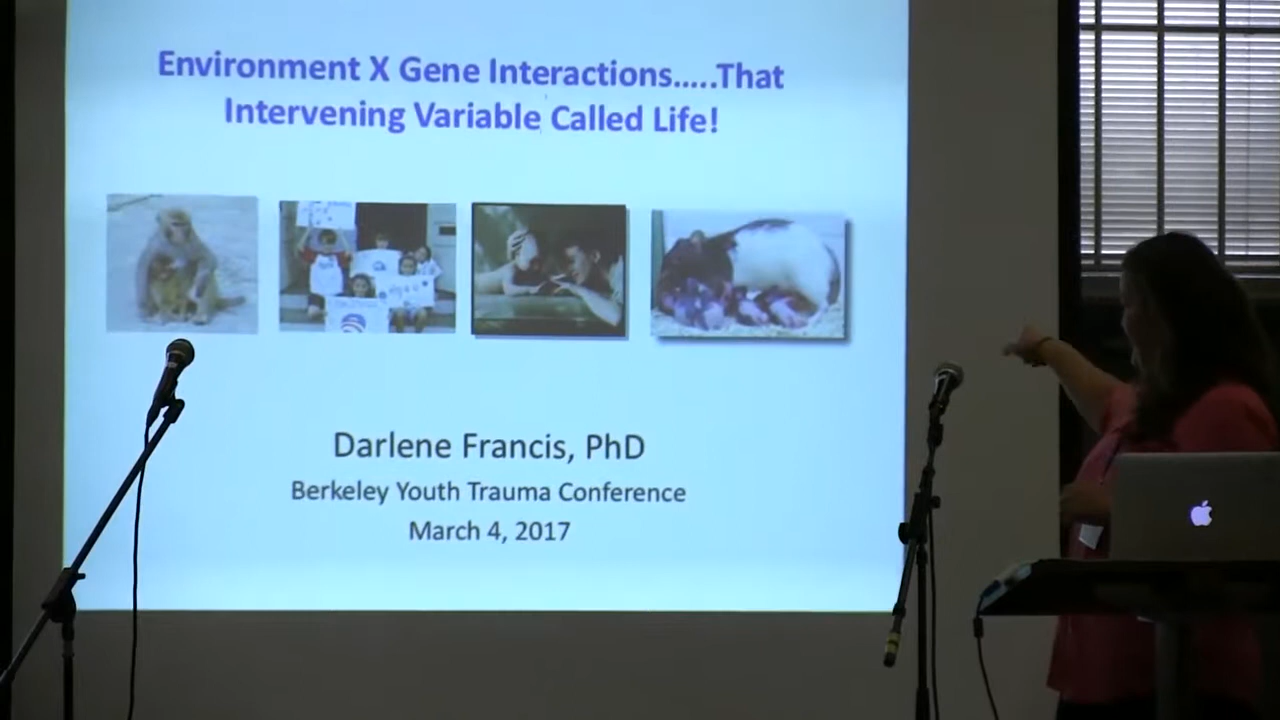 Environment X Gene Interactions.....That
Intervening Variable Called Life!
Darlene Francis, PhD
Berkeley Youth Trauma Conference
March 4, 2017